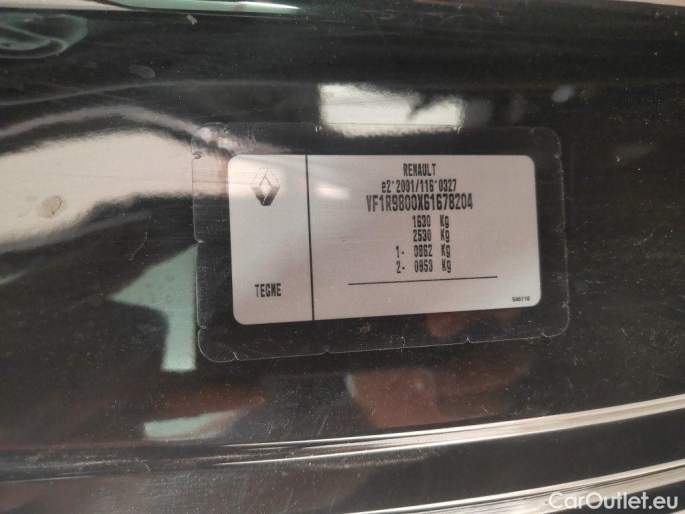 RENAULT
e2*2001/116*0327
VF1R9800X61678204
1630 Kg
2530 Kg
1- 0862 Kg
2- 0853 Kg
TEGNE
CarOutlet.eu